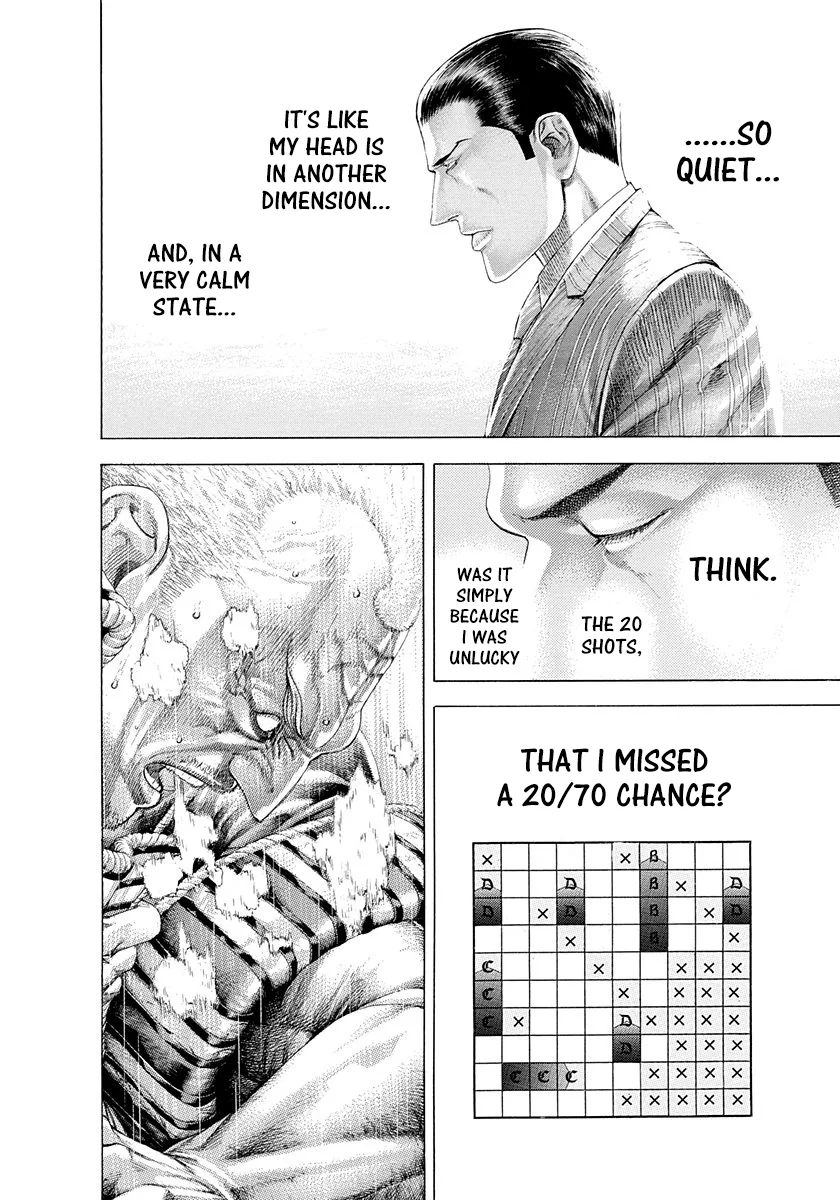 ......SO
QUIET...
IT'S LIKE
MY HEAD IS
IN ANOTHER
DIMENSION...
AND, IN A
VERY CALM
STATE...
THINK.
THE 20
SHOTS,
WAS IT
SIMPLY
BECAUSE
I WAS
UNLUCKY
THAT I MISSED
A 20/70 CHANCE?
× × B
D D B × D
D × D B × D
× B ×
C × × × ×
C × × × ×
C × D × × × ×
D × × ×
C C C × × × ×
× × × × ×